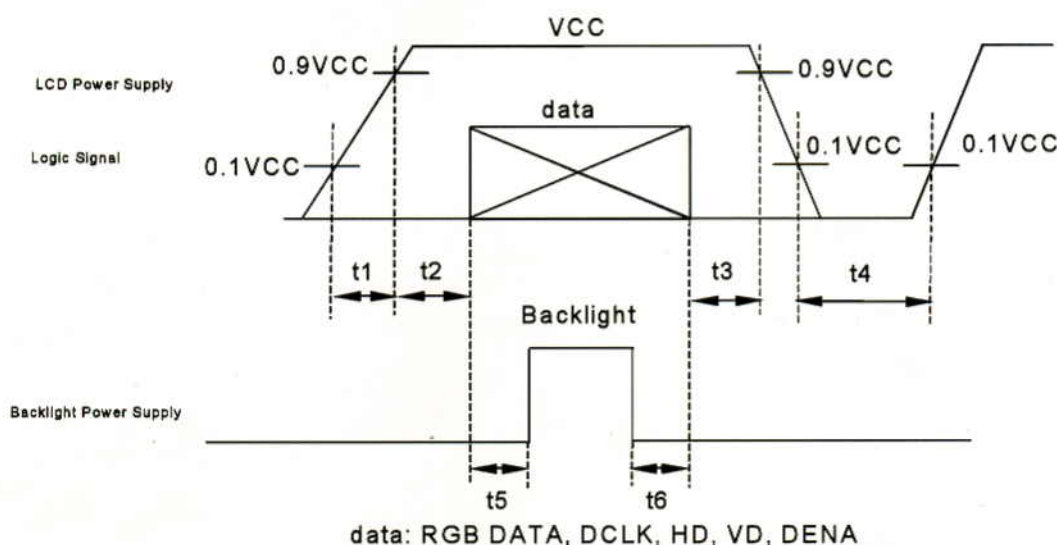 VCC
0.9VCC
0.9VCC
LCD Power Supply
data
Logic Signal
0.1VCC
0.1VCC
0.1VCC
t1
t2
t3
t4
Backlight
Backlight Power Supply
t5
t6
data: RGB DATA, DCLK, HD, VD, DENA